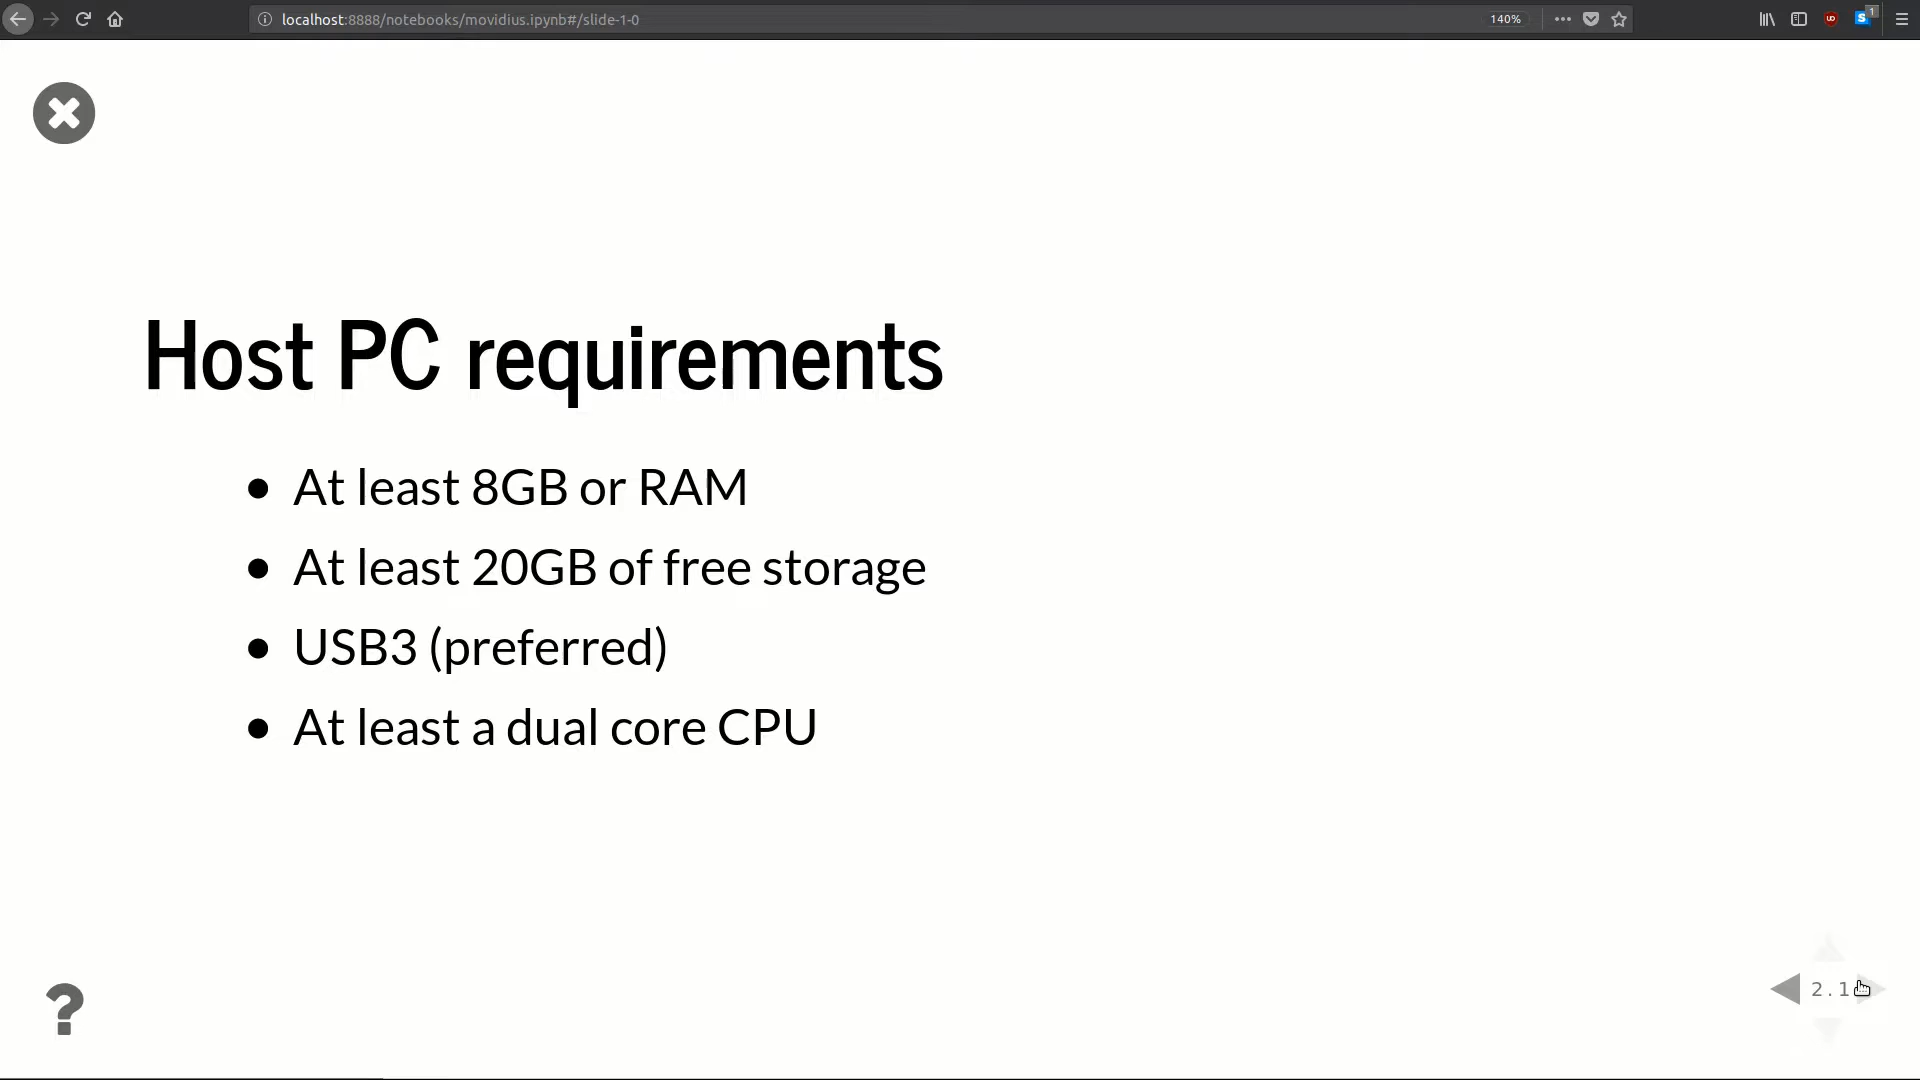 localhost:8888/notebooks/movidius.ipynb#/slide-1-0
140%
1
Host PC requirements
At least 8GB or RAM
At least 20GB of free storage
USB3 (preferred)
At least a dual core CPU
?
2.1